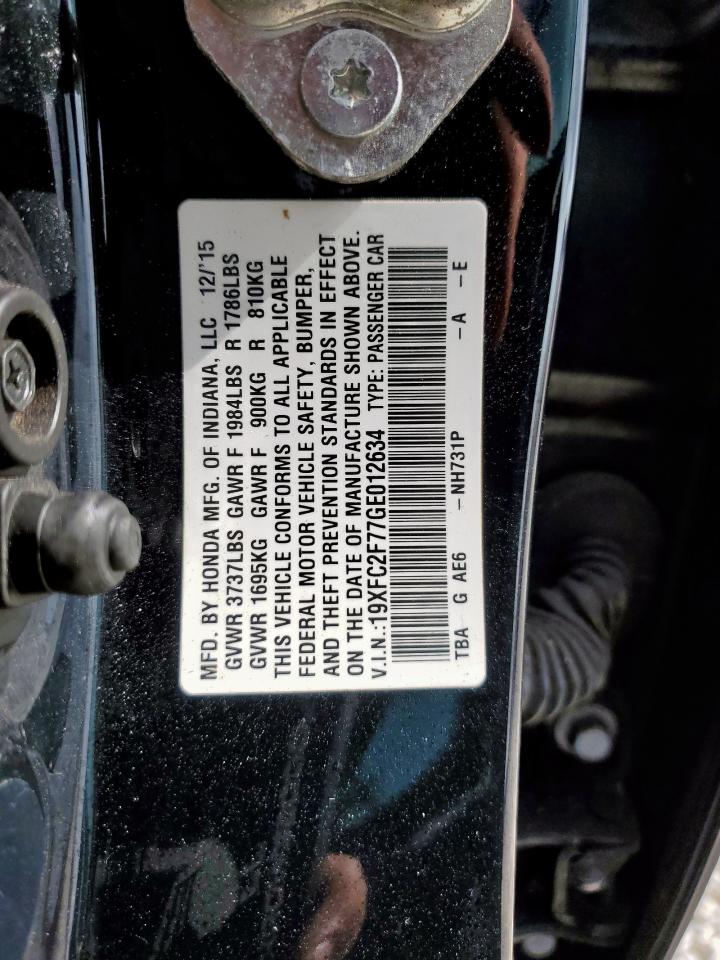 MFD. BY HONDA MFG. OF INDIANA, LLC 12/'15
GVWR 3737LBS GAWR F 1984LBS R 1786LBS
GVWR 1695KG GAWR F 900KG R 810KG
THIS VEHICLE CONFORMS TO ALL APPLICABLE
FEDERAL MOTOR VEHICLE SAFETY, BUMPER,
AND THEFT PREVENTION STANDARDS IN EFFECT
ON THE DATE OF MANUFACTURE SHOWN ABOVE.
V.I.N.:19XFC2F77GE012634 TYPE: PASSENGER CAR
TBA G AE6 –NH731P –A –E